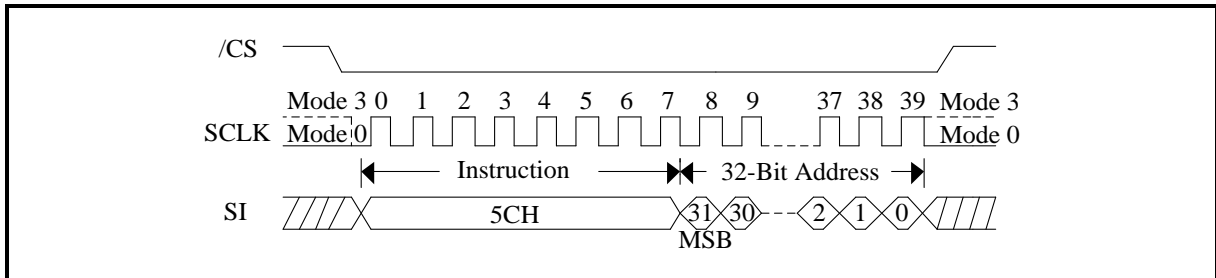 /CS
Mode 3 0 1 2 3 4 5 6 7 8 9 37 38 39 Mode 3
SCLK Mode 0 Mode 0
Instruction 32-Bit Address
SI 5CH 31 30 2 1 0
MSB